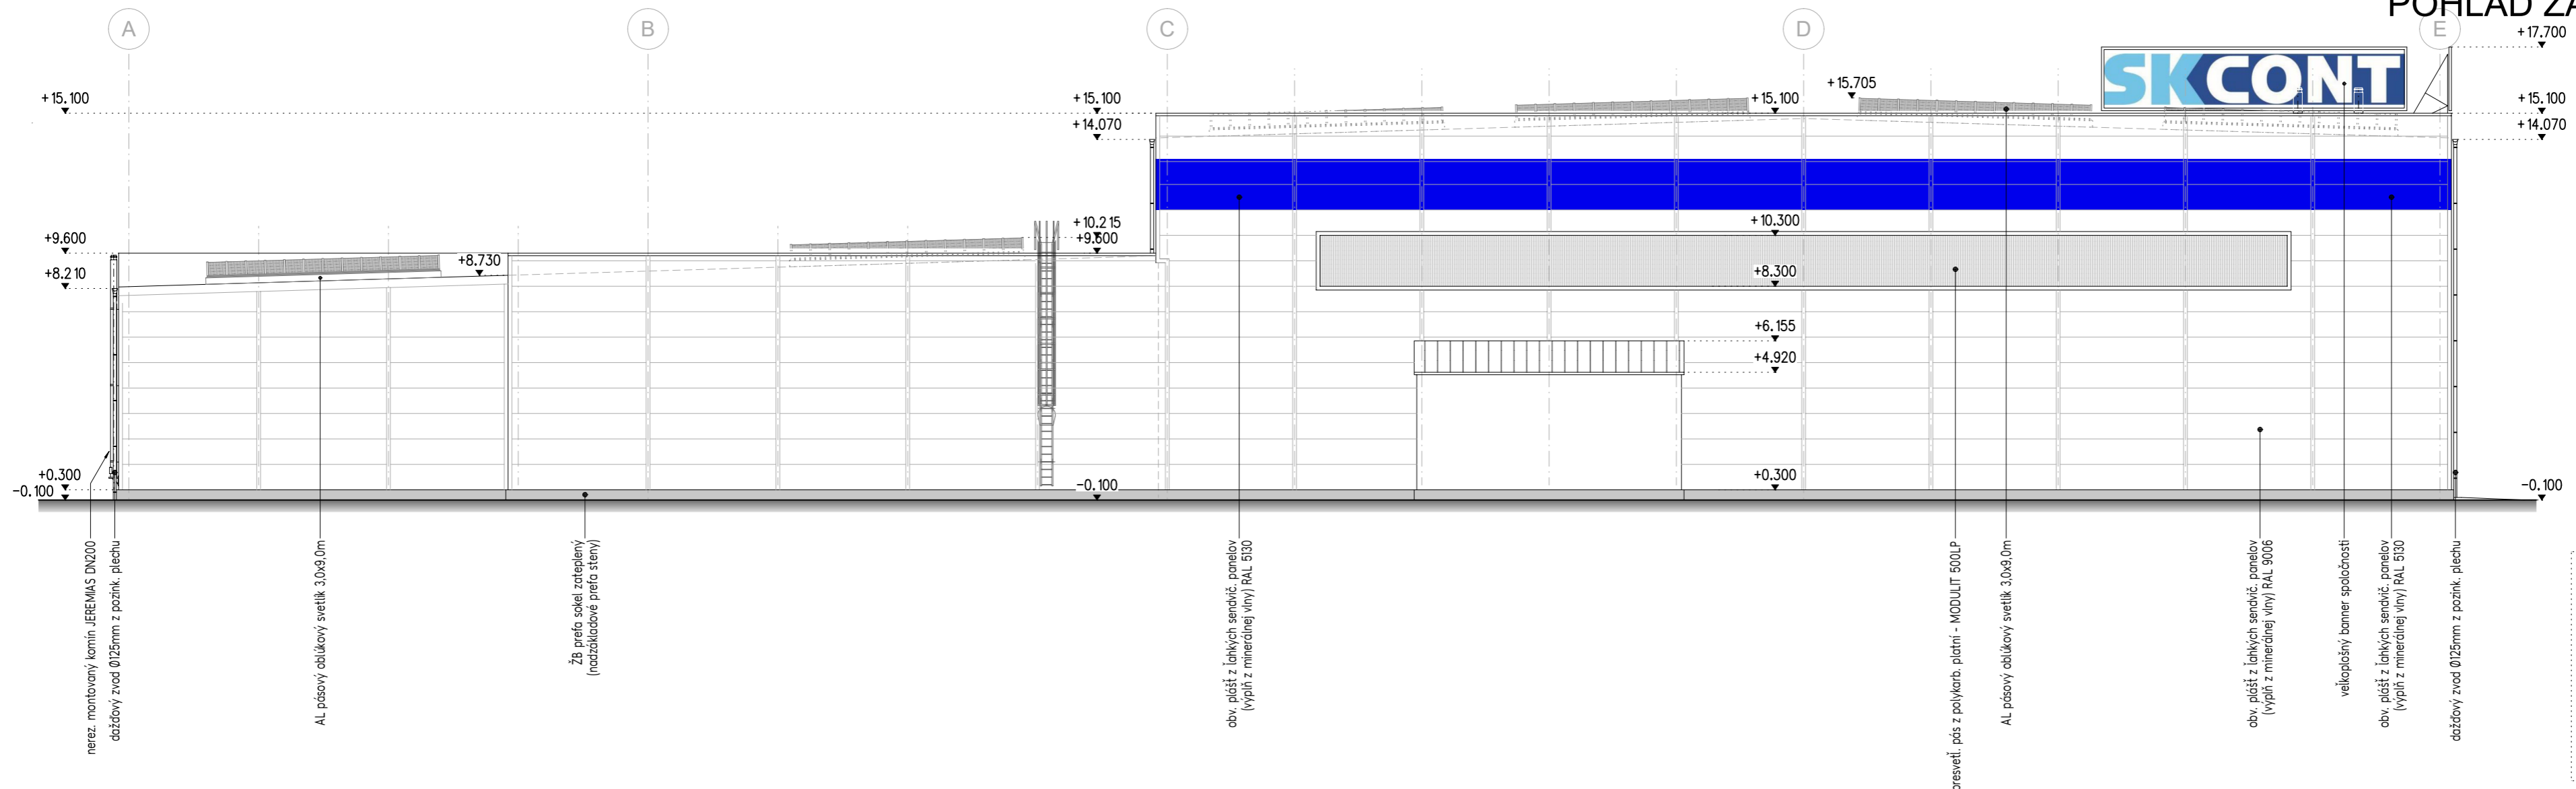 POHĽAD ZÁ
A
B
C
D
E
+17.700
+15.100
+15.100
+15.705
+15.100
SKCONT
+15.100
+14.070
+14.070
+9.600
+8.210
+8.730
+10.215
+9.600
+10.300
+8.300
+6.155
+4.920
+0.300
-0.100
-0.100
+0.300
-0.100
nerez. montovaný komín JEREMIAS DN200
dažďový zvod Ø125mm z pozink. plechu
AL pásový oblúkový svetlík 3,0x9,0m
ŽB prefa sokel zateplený
(nadzákladové prefa steny)
obv. plášť z ľahkých sendvič. panelov
(výplň z minerálnej vlny) RAL 5130
presvetl. pás z polykarb. platní - MODULIT 500LP
AL pásový oblúkový svetlík 3,0x9,0m
obv. plášť z ľahkých sendvič. panelov
(výplň z minerálnej vlny) RAL 9006
veľkoplošný banner spoločnosti
obv. plášť z ľahkých sendvič. panelov
(výplň z minerálnej vlny) RAL 5130
dažďový zvod Ø125mm z pozink. plechu